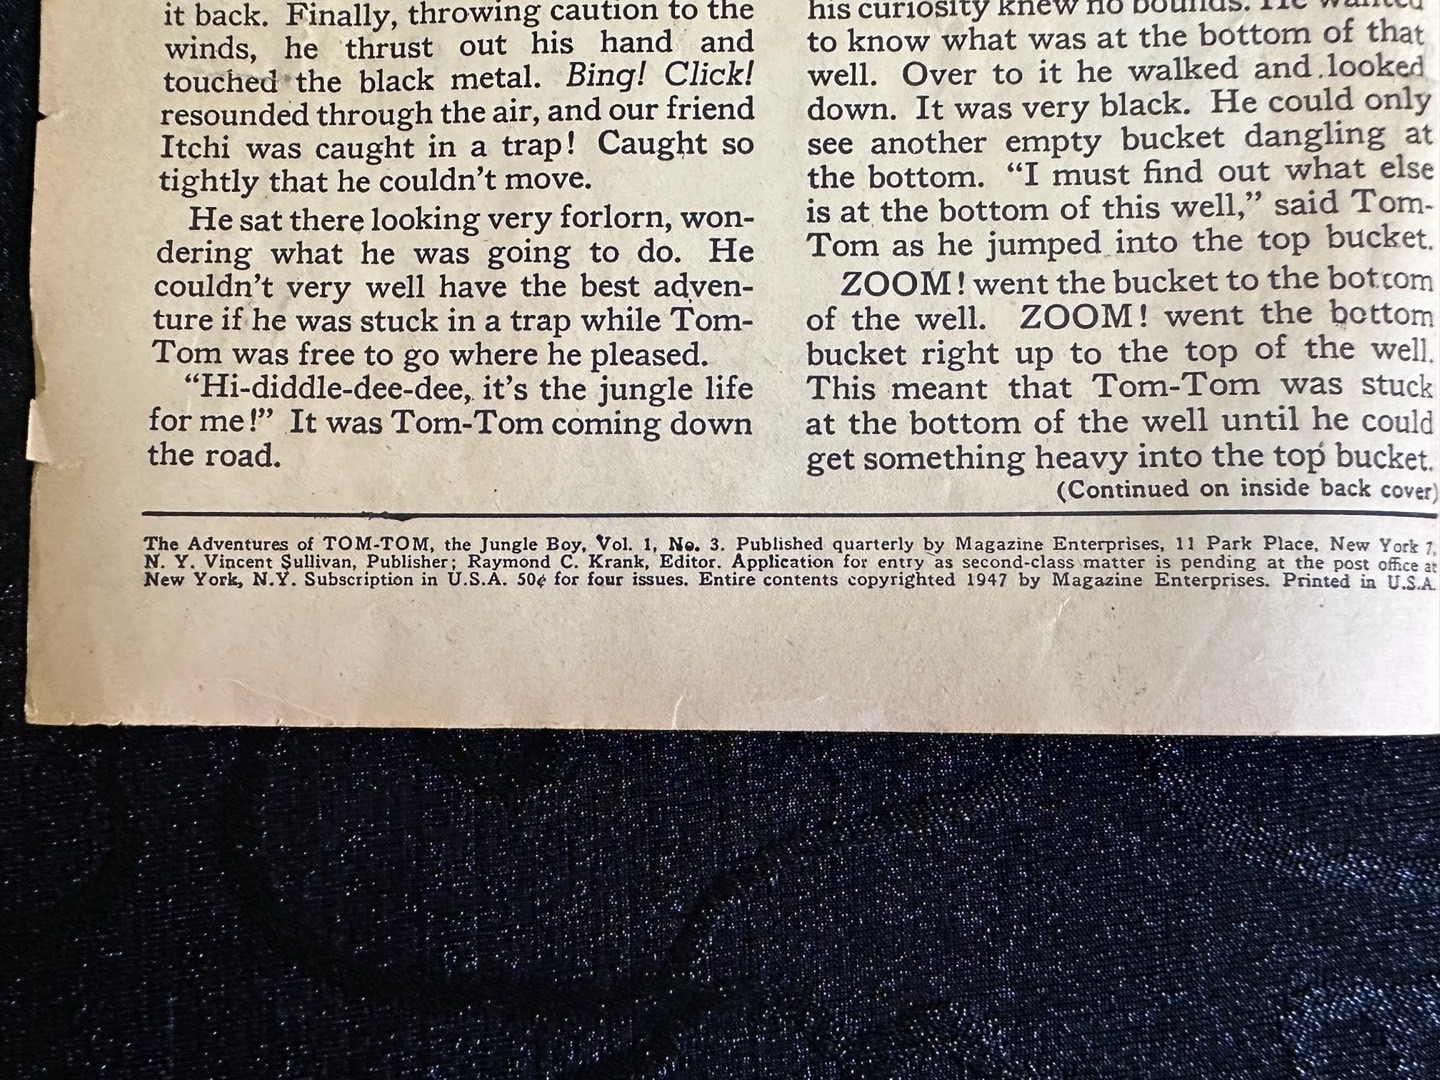 it back. Finally, throwing caution to the
winds, he thrust out his hand and
touched the black metal. Bing! Click!
resounded through the air, and our friend
Itchi was caught in a trap! Caught so
tightly that he couldn't move.
He sat there looking very forlorn, won-
dering what he was going to do. He
couldn't very well have the best adven-
ture if he was stuck in a trap while Tom-
Tom was free to go where he pleased.
“Hi-diddle-dee-dee, it's the jungle life
for me!” It was Tom-Tom coming down
the road.
his curiosity knew no bounds. He wanted
to know what was at the bottom of that
well. Over to it he walked and looked
down. It was very black. He could only
see another empty bucket dangling at
the bottom. “I must find out what else
is at the bottom of this well,” said Tom-
Tom as he jumped into the top bucket.
ZOOM! went the bucket to the bottom
of the well. ZOOM! went the bottom
bucket right up to the top of the well.
This meant that Tom-Tom was stuck
at the bottom of the well until he could
get something heavy into the top bucket.
(Continued on inside back cover)
The Adventures of TOM-TOM, the Jungle Boy, Vol. 1, No. 3. Published quarterly by Magazine Enterprises, 11 Park Place, New York 7,
N. Y. Vincent Sullivan, Publisher; Raymond C. Krank, Editor. Application for entry as second-class matter is pending at the post office at
New York, N.Y. Subscription in U.S.A. 50¢ for four issues. Entire contents copyrighted 1947 by Magazine Enterprises. Printed in U.S.A.